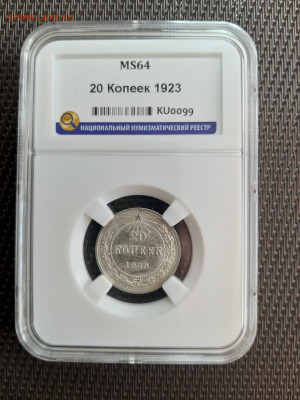 MS64
20 Копеек 1923
KU0099
НАЦИОНАЛЬНЫЙ НУМИЗМАТИЧЕСКИЙ РЕЕСТР
20
КОПЕЕК